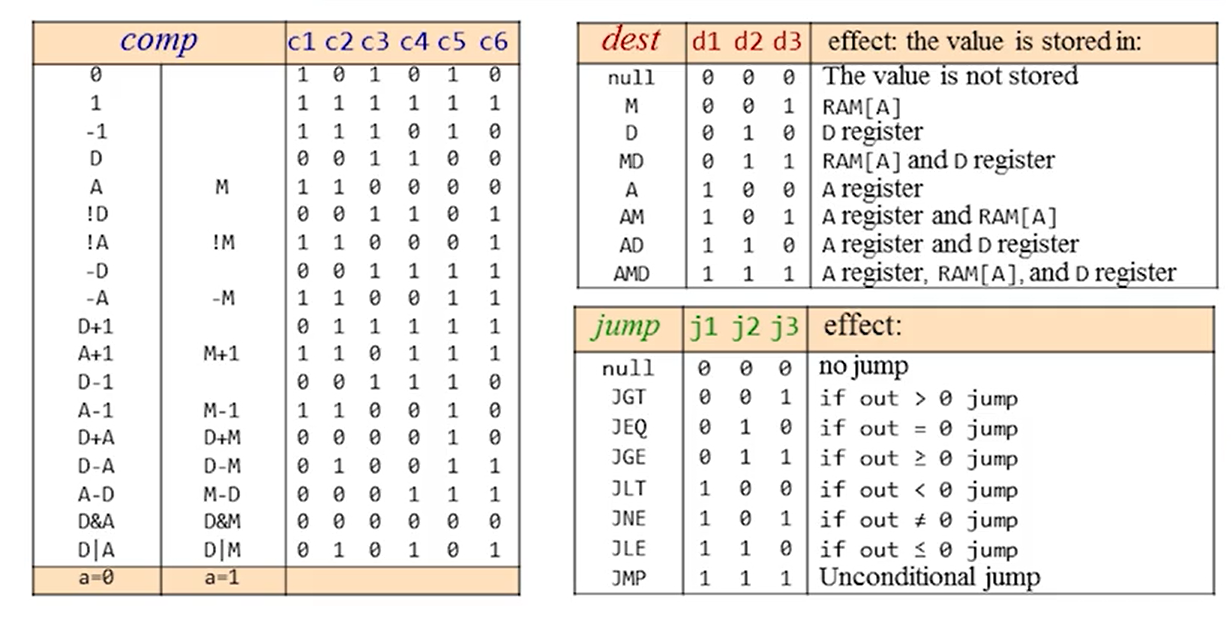 comp c1 c2 c3 c4 c5 c6
0 1 0 1 0 1 0
1 1 1 1 1 1 1
-1 1 1 1 0 1 0
D 0 0 1 1 0 0
A M 1 1 0 0 0 0
!D 0 0 1 1 0 1
!A !M 1 1 0 0 0 1
-D 0 0 1 1 1 1
-A -M 1 1 0 0 1 1
D+1 0 1 1 1 1 1
A+1 M+1 1 1 0 1 1 1
D-1 0 0 1 1 1 0
A-1 M-1 1 1 0 0 1 0
D+A D+M 0 0 0 0 1 0
D-A D-M 0 1 0 0 1 1
A-D M-D 0 0 0 1 1 1
D&A D&M 0 0 0 0 0 0
D|A D|M 0 1 0 1 0 1
a=0 a=1
dest d1 d2 d3 effect: the value is stored in:
null 0 0 0 The value is not stored
M 0 0 1 RAM[A]
D 0 1 0 D register
MD 0 1 1 RAM[A] and D register
A 1 0 0 A register
AM 1 0 1 A register and RAM[A]
AD 1 1 0 A register and D register
AMD 1 1 1 A register, RAM[A], and D register
jump j1 j2 j3 effect:
null 0 0 0 no jump
JGT 0 0 1 if out > 0 jump
JEQ 0 1 0 if out = 0 jump
JGE 0 1 1 if out ≥ 0 jump
JLT 1 0 0 if out < 0 jump
JNE 1 0 1 if out ≠ 0 jump
JLE 1 1 0 if out ≤ 0 jump
JMP 1 1 1 Unconditional jump